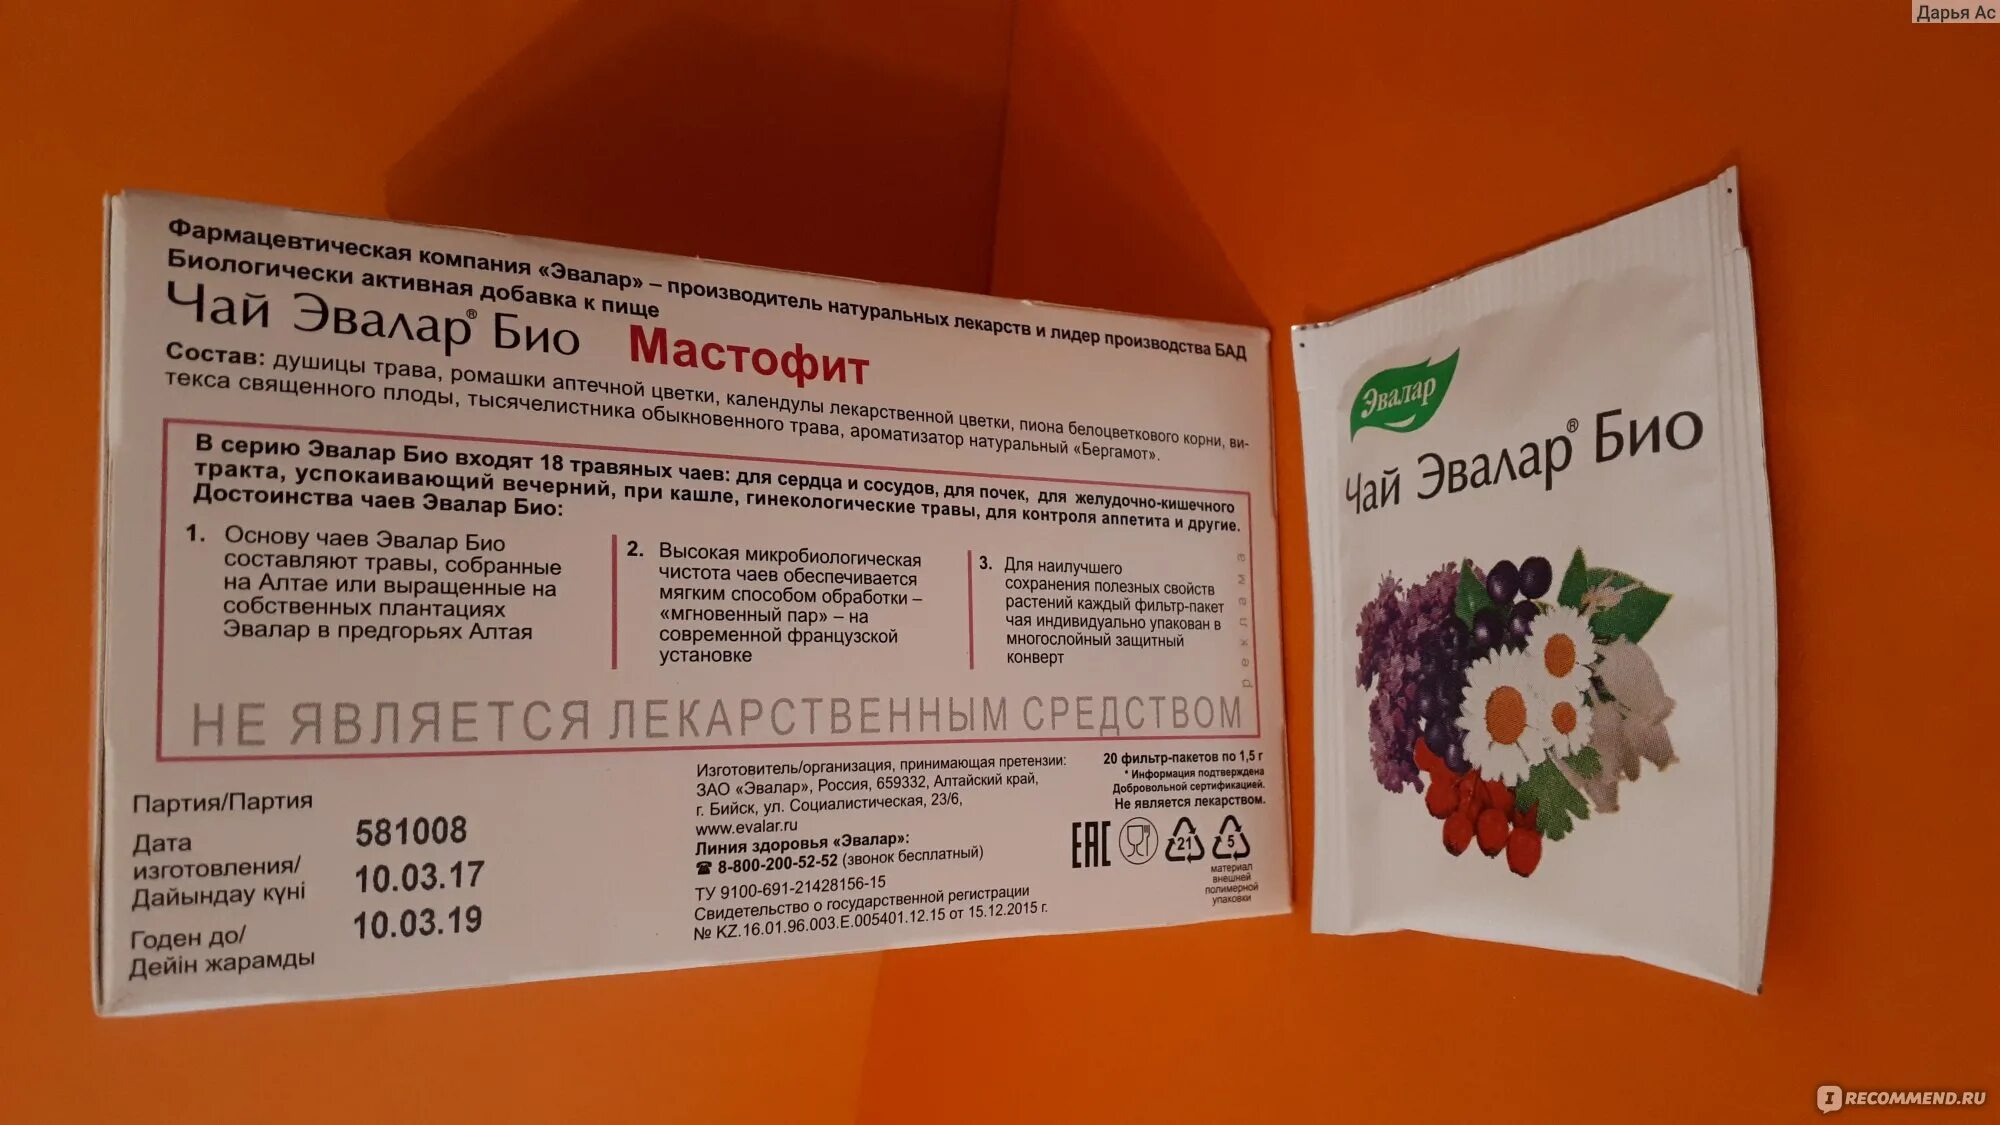 Дарья Ас
Фармацевтическая компания «Эвалар» – производитель натуральных лекарств и лидер производства БАД
Биологически активная добавка к пище
Чай Эвалар® Био Мастофит
Состав: душицы трава, ромашки аптечной цветки, календулы лекарственной цветки, пиона белоцветкового корни, ви-
текса священного плоды, тысячелистника обыкновенного трава, ароматизатор натуральный «Бергамот».
В серию Эвалар Био входят 18 травяных чаев: для сердца и сосудов, для почек, для желудочно-кишечного
тракта, успокаивающий вечерний, при кашле, гинекологические травы, для контроля аппетита и другие.
Достоинства чаев Эвалар Био:
1. Основу чаев Эвалар Био
составляют травы, собранные
на Алтае или выращенные на
собственных плантациях
Эвалар в предгорьях Алтая
2. Высокая микробиологическая
чистота чаев обеспечивается
мягким способом обработки –
«мгновенный пар» – на
современной французской
установке
3. Для наилучшего
сохранения полезных свойств
растений каждый фильтр-пакет
чая индивидуально упакован в
многослойный защитный
конверт
реклама
НЕ ЯВЛЯЕТСЯ ЛЕКАРСТВЕННЫМ СРЕДСТВОМ
Партия/Партия
581008
Дата
изготовления/
Дайындау күні
10.03.17
Годен до/
Дейін жарамды
10.03.19
Изготовитель/организация, принимающая претензии:
ЗАО «Эвалар», Россия, 659332, Алтайский край,
г. Бийск, ул. Социалистическая, 23/6,
www.evalar.ru
Линия здоровья «Эвалар»:
☎ 8-800-200-52-52 (звонок бесплатный)
ТУ 9100-691-21428156-15
Свидетельство о государственной регистрации
№ KZ.16.01.96.003.E.005401.12.15 от 15.12.2015 г.
20 фильтр-пакетов по 1,5 г
* Информация подтверждена
Добровольной сертификацией.
Не является лекарством.
EAC
21
5
материал
внешней
полимерной
упаковки
Эвалар
Чай Эвалар® Био
IRECOMMEND.RU